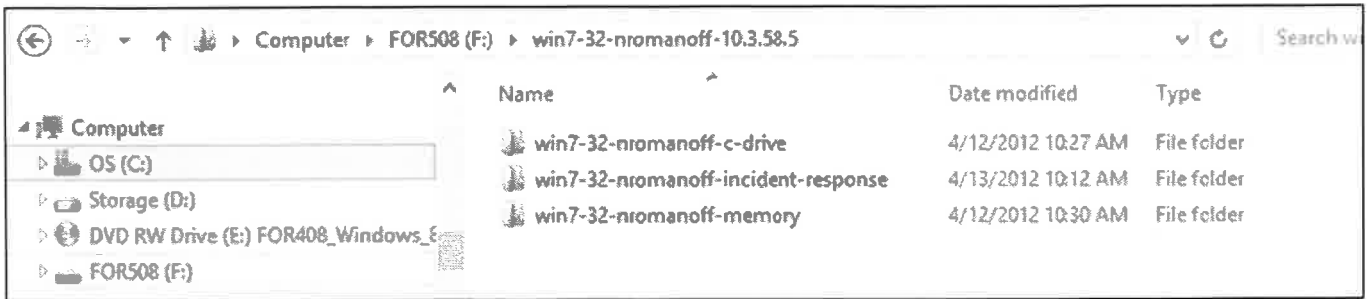 Computer ▸ FOR508 (F:) ▸ win7-32-nromanoff-10.3.58.5
Search w
Name Date modified Type
Computer
OS (C:)
Storage (D:)
DVD RW Drive (E:) FOR408_Windows_8
FOR508 (F:)
win7-32-nromanoff-c-drive 4/12/2012 10:27 AM File folder
win7-32-nromanoff-incident-response 4/13/2012 10:12 AM File folder
win7-32-nromanoff-memory 4/12/2012 10:30 AM File folder